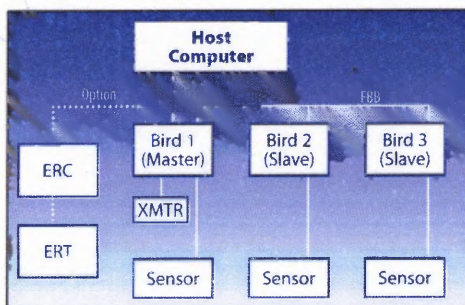 Host
Computer
Option
FBB
Bird 1
(Master)
Bird 2
(Slave)
Bird 3
(Slave)
ERC
XMTR
ERT
Sensor
Sensor
Sensor